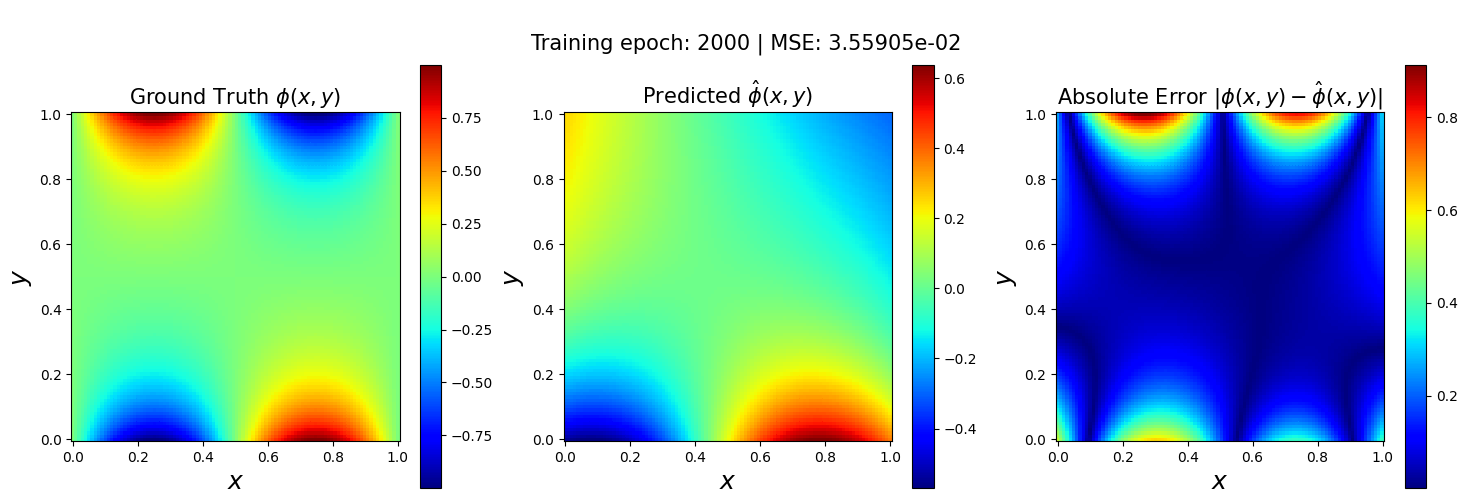 Training epoch: 2000 | MSE: 3.55905e-02
Ground Truth ϕ(x, y)
Predicted ϕ̂(x, y)
Absolute Error |ϕ(x, y) − ϕ̂(x, y)|
1.0
0.8
0.6
0.4
0.2
0.0
y
0.0 0.2 0.4 0.6 0.8 1.0
x
0.75
0.50
0.25
0.00
−0.25
−0.50
−0.75
1.0
0.8
0.6
0.4
0.2
0.0
y
0.0 0.2 0.4 0.6 0.8 1.0
x
0.6
0.4
0.2
0.0
−0.2
−0.4
1.0
0.8
0.6
0.4
0.2
0.0
y
0.0 0.2 0.4 0.6 0.8 1.0
x
0.8
0.6
0.4
0.2